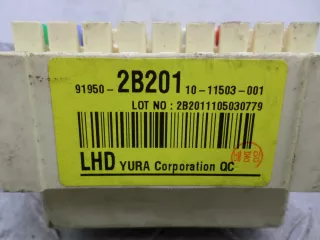 91950- 2B201 10-11503-001
LOT NO : 2B2011105030779
LHD YURA Corporation QC